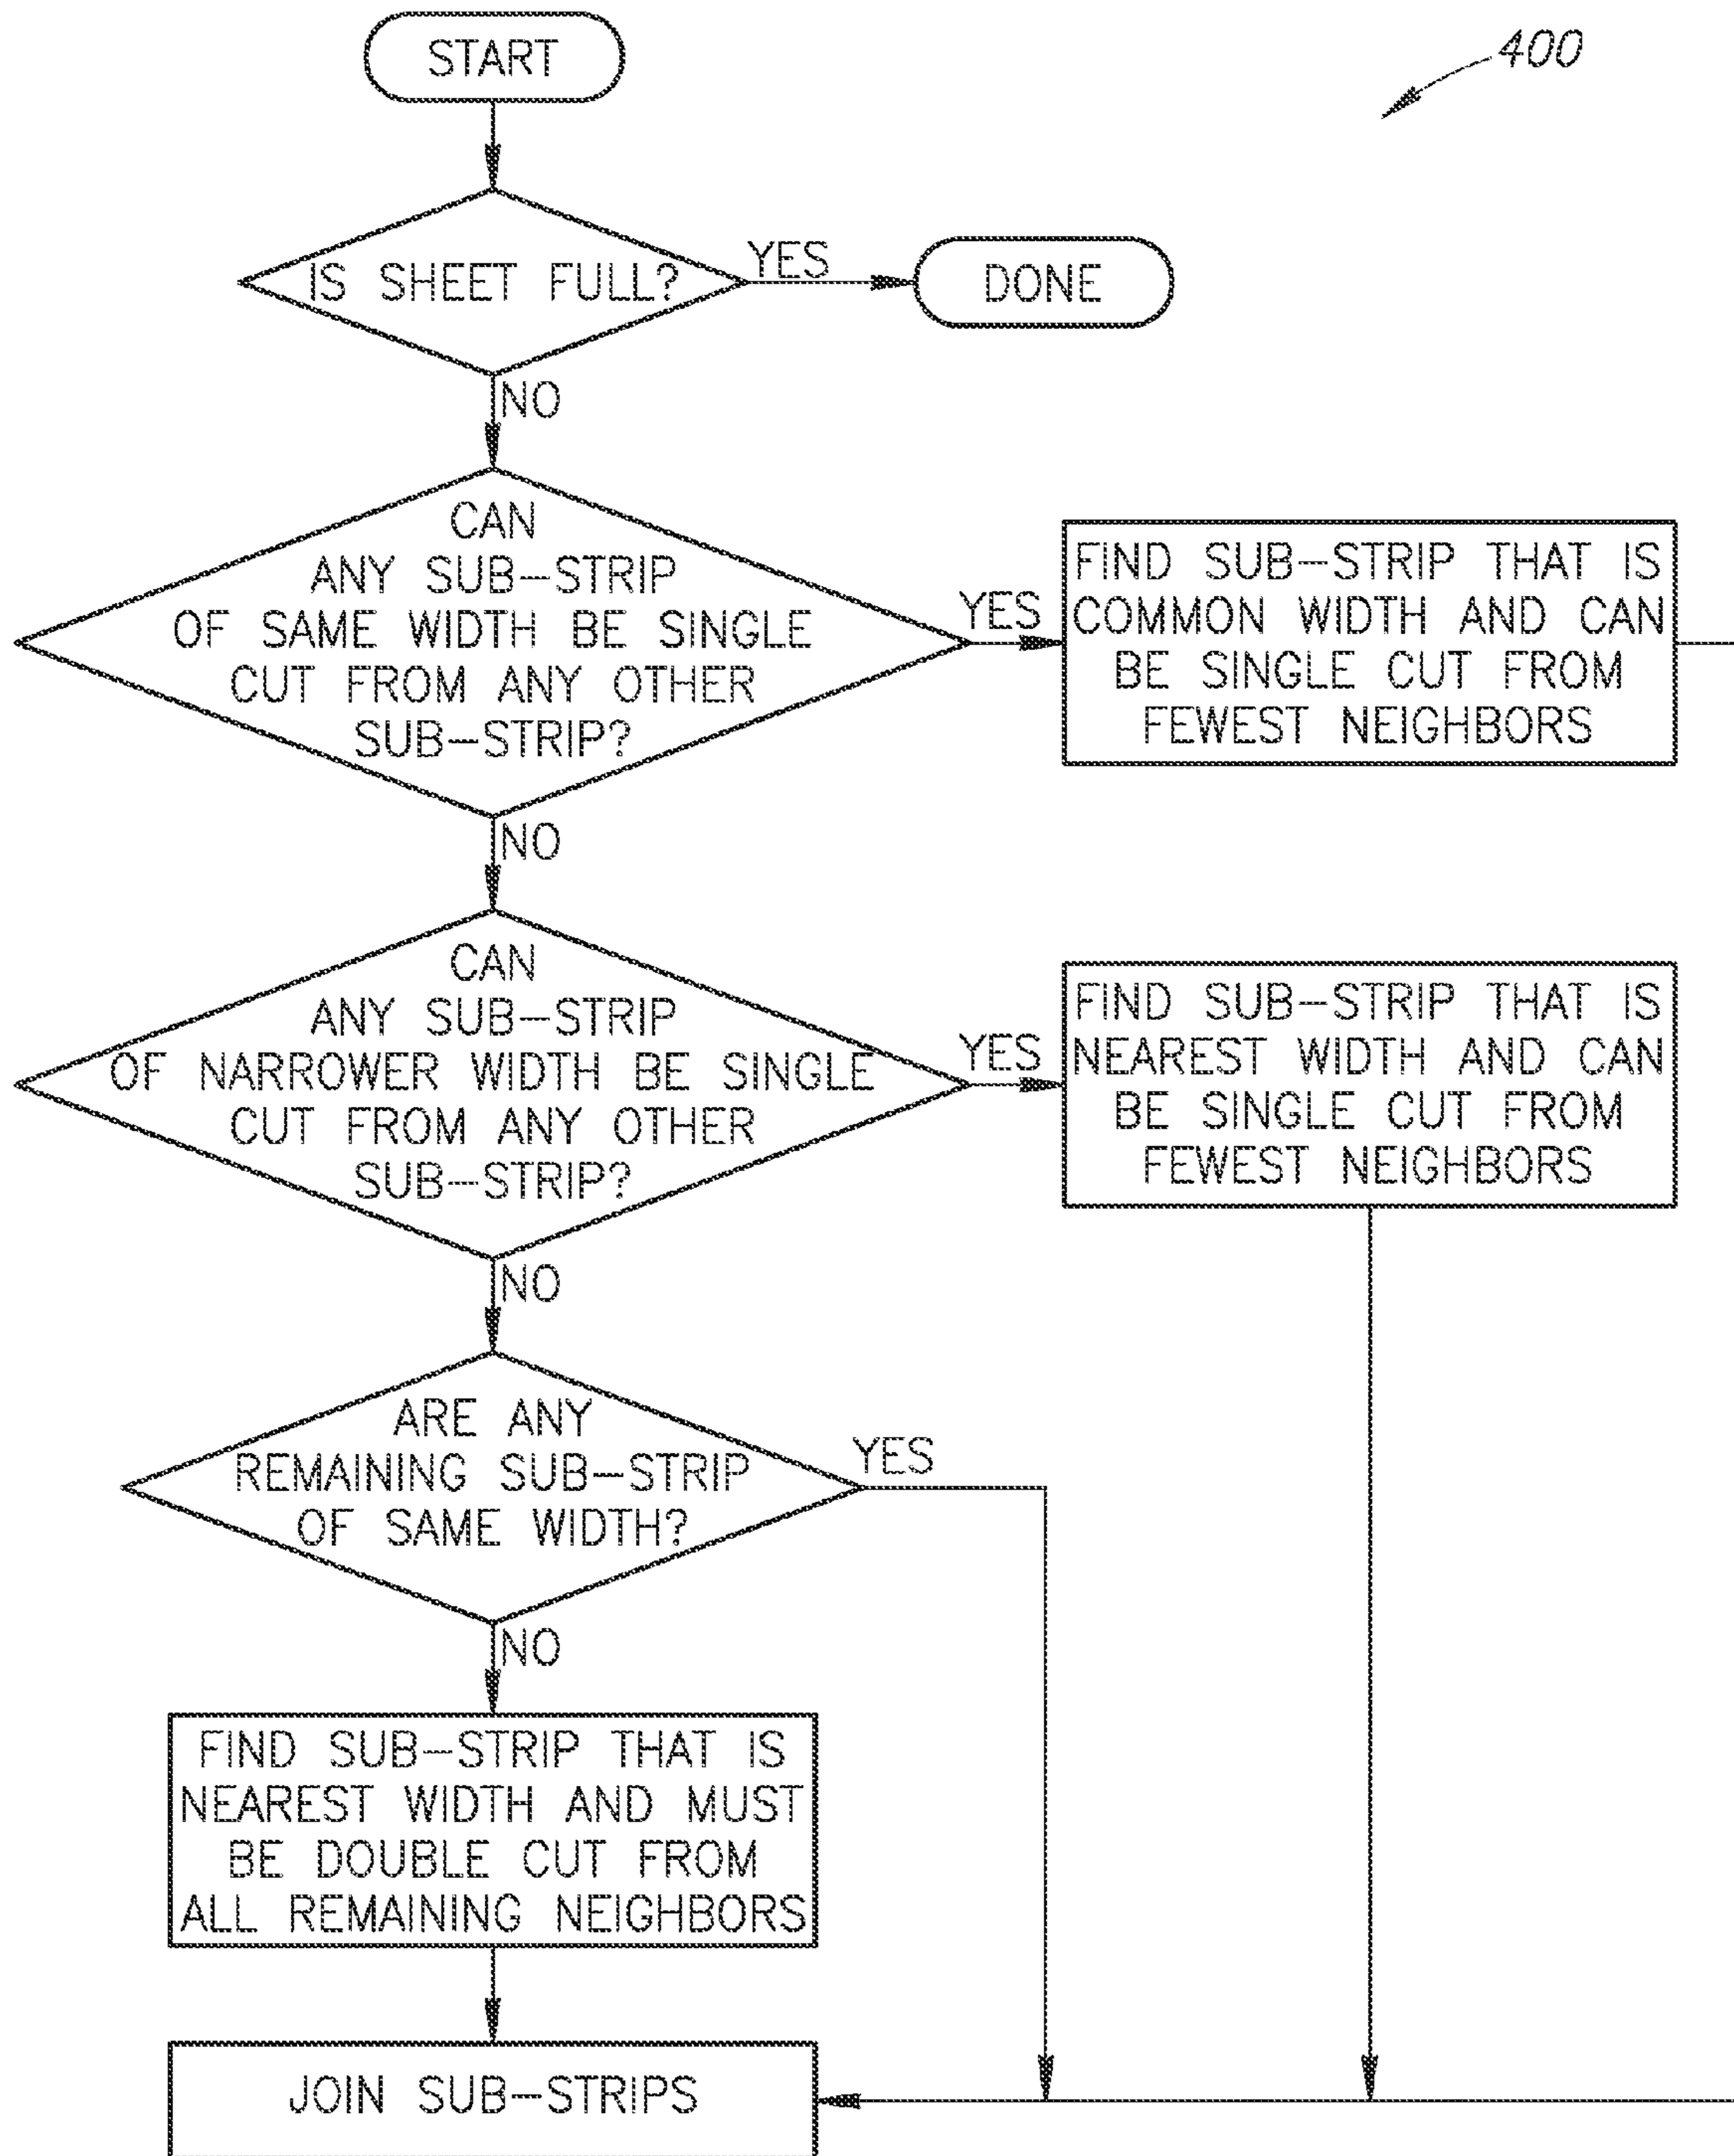 START
400
IS SHEET FULL?
YES
DONE
NO
CAN
ANY SUB-STRIP
OF SAME WIDTH BE SINGLE
CUT FROM ANY OTHER
SUB-STRIP?
YES
FIND SUB-STRIP THAT IS
COMMON WIDTH AND CAN
BE SINGLE CUT FROM
FEWEST NEIGHBORS
NO
CAN
ANY SUB-STRIP
OF NARROWER WIDTH BE SINGLE
CUT FROM ANY OTHER
SUB-STRIP?
YES
FIND SUB-STRIP THAT IS
NEAREST WIDTH AND CAN
BE SINGLE CUT FROM
FEWEST NEIGHBORS
NO
ARE ANY
REMAINING SUB-STRIP
OF SAME WIDTH?
YES
NO
FIND SUB-STRIP THAT IS
NEAREST WIDTH AND MUST
BE DOUBLE CUT FROM
ALL REMAINING NEIGHBORS
JOIN SUB-STRIPS